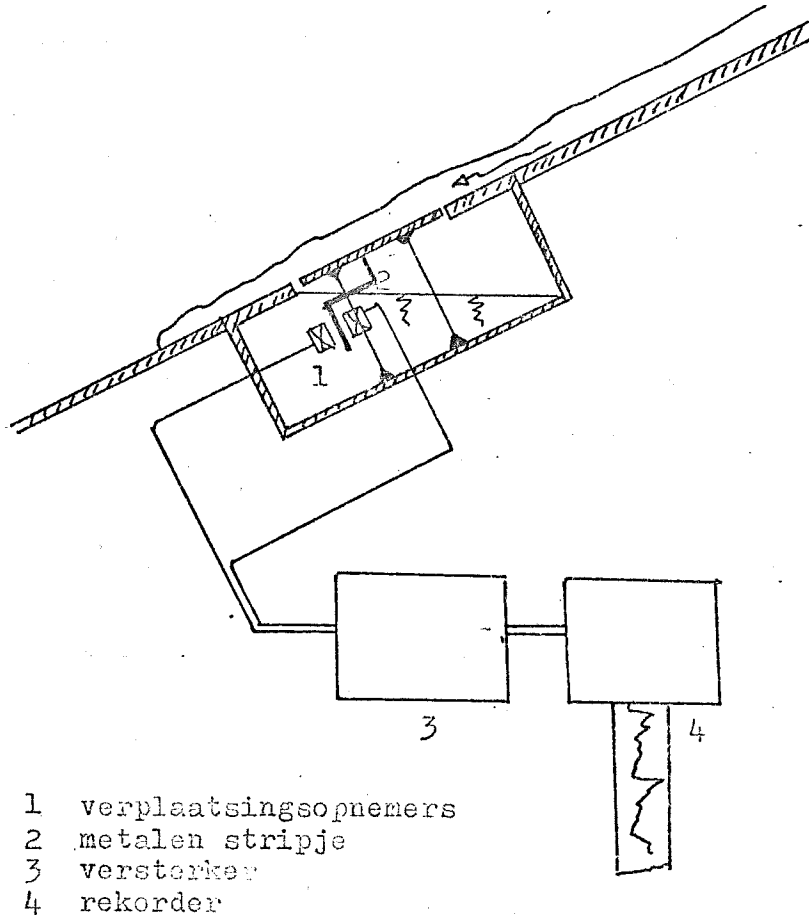 2
1
3
4
1 verplaatsingsopnemers
2 metalen stripje
3 versterker
4 rekorder